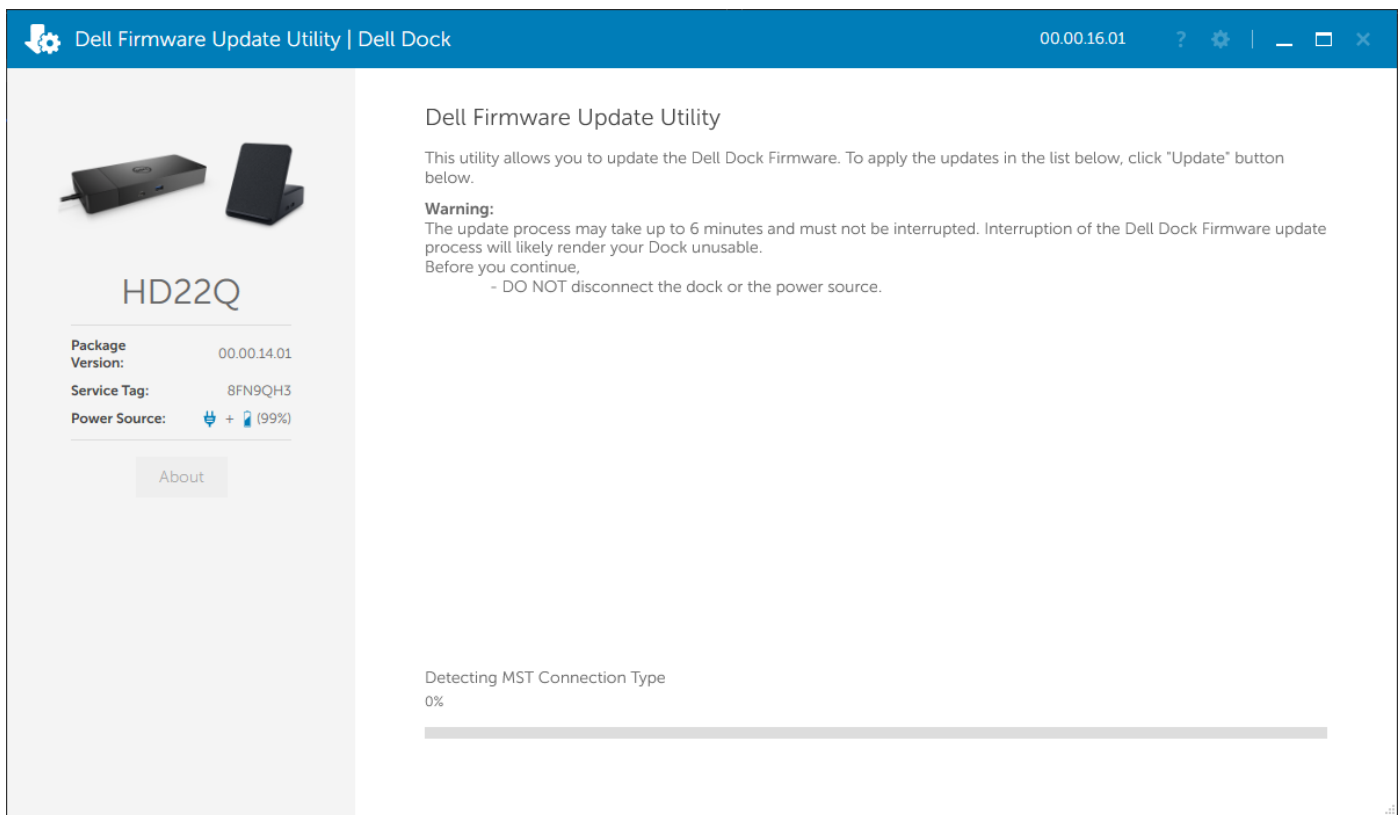 Dell Firmware Update Utility | Dell Dock
00.00.16.01
?
HD22Q
Package
Version:
00.00.14.01
Service Tag: 8FN9QH3
Power Source: + (99%)
About
Dell Firmware Update Utility
This utility allows you to update the Dell Dock Firmware. To apply the updates in the list below, click "Update" button
below.
Warning:
The update process may take up to 6 minutes and must not be interrupted. Interruption of the Dell Dock Firmware update
process will likely render your Dock unusable.
Before you continue,
- DO NOT disconnect the dock or the power source.
Detecting MST Connection Type
0%